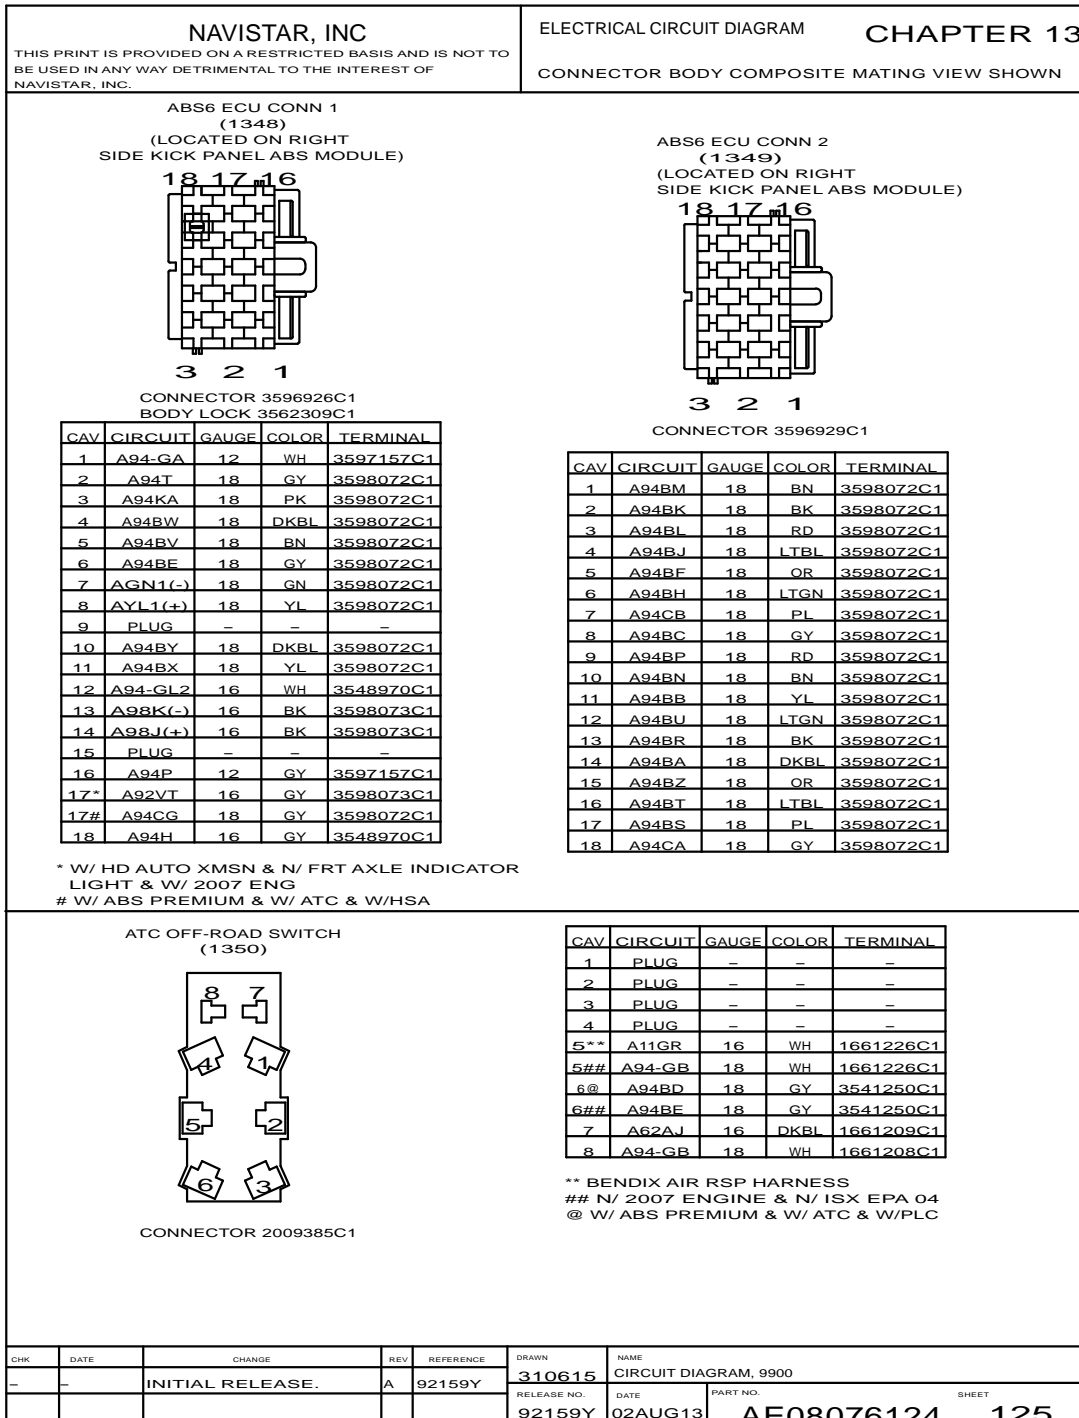 NAVISTAR, INC
THIS PRINT IS PROVIDED ON A RESTRICTED BASIS AND IS NOT TO
BE USED IN ANY WAY DETRIMENTAL TO THE INTEREST OF
NAVISTAR, INC.
ELECTRICAL CIRCUIT DIAGRAM CHAPTER 13
CONNECTOR BODY COMPOSITE MATING VIEW SHOWN
ABS6 ECU CONN 1
(1348)
(LOCATED ON RIGHT
SIDE KICK PANEL ABS MODULE)
18 17 16
3 2 1
CONNECTOR 3596926C1
BODY LOCK 3562309C1
CAV CIRCUIT GAUGE COLOR TERMINAL
1 A94-GA 12 WH 3597157C1
2 A94T 18 GY 3598072C1
3 A94KA 18 PK 3598072C1
4 A94BW 18 DKBL 3598072C1
5 A94BV 18 BN 3598072C1
6 A94BE 18 GY 3598072C1
7 AGN1(-) 18 GN 3598072C1
8 AYL1(+) 18 YL 3598072C1
9 PLUG – – –
10 A94BY 18 DKBL 3598072C1
11 A94BX 18 YL 3598072C1
12 A94-GL2 16 WH 3548970C1
13 A98K(-) 16 BK 3598073C1
14 A98J(+) 16 BK 3598073C1
15 PLUG – – –
16 A94P 12 GY 3597157C1
17* A92VT 16 GY 3598073C1
17# A94CG 18 GY 3598072C1
18 A94H 16 GY 3548970C1
* W/ HD AUTO XMSN & N/ FRT AXLE INDICATOR
LIGHT & W/ 2007 ENG
# W/ ABS PREMIUM & W/ ATC & W/HSA
ABS6 ECU CONN 2
(1349)
(LOCATED ON RIGHT
SIDE KICK PANEL ABS MODULE)
18 17 16
3 2 1
CONNECTOR 3596929C1
CAV CIRCUIT GAUGE COLOR TERMINAL
1 A94BM 18 BN 3598072C1
2 A94BK 18 BK 3598072C1
3 A94BL 18 RD 3598072C1
4 A94BJ 18 LTBL 3598072C1
5 A94BF 18 OR 3598072C1
6 A94BH 18 LTGN 3598072C1
7 A94CB 18 PL 3598072C1
8 A94BC 18 GY 3598072C1
9 A94BP 18 RD 3598072C1
10 A94BN 18 BN 3598072C1
11 A94BB 18 YL 3598072C1
12 A94BU 18 LTGN 3598072C1
13 A94BR 18 BK 3598072C1
14 A94BA 18 DKBL 3598072C1
15 A94BZ 18 OR 3598072C1
16 A94BT 18 LTBL 3598072C1
17 A94BS 18 PL 3598072C1
18 A94CA 18 GY 3598072C1
ATC OFF-ROAD SWITCH
(1350)
8 7
4 1
5 2
6 3
CONNECTOR 2009385C1
CAV CIRCUIT GAUGE COLOR TERMINAL
1 PLUG – – –
2 PLUG – – –
3 PLUG – – –
4 PLUG – – –
5** A11GR 16 WH 1661226C1
5## A94-GB 18 WH 1661226C1
6@ A94BD 18 GY 3541250C1
6## A94BE 18 GY 3541250C1
7 A62AJ 16 DKBL 1661209C1
8 A94-GB 18 WH 1661208C1
** BENDIX AIR RSP HARNESS
## N/ 2007 ENGINE & N/ ISX EPA 04
@ W/ ABS PREMIUM & W/ ATC & W/PLC
CHK DATE CHANGE REV REFERENCE
– – INITIAL RELEASE. A 92159Y
DRAWN NAME
310615 CIRCUIT DIAGRAM, 9900
RELEASE NO. DATE PART NO. SHEET
92159Y 02AUG13 AE08076124 125